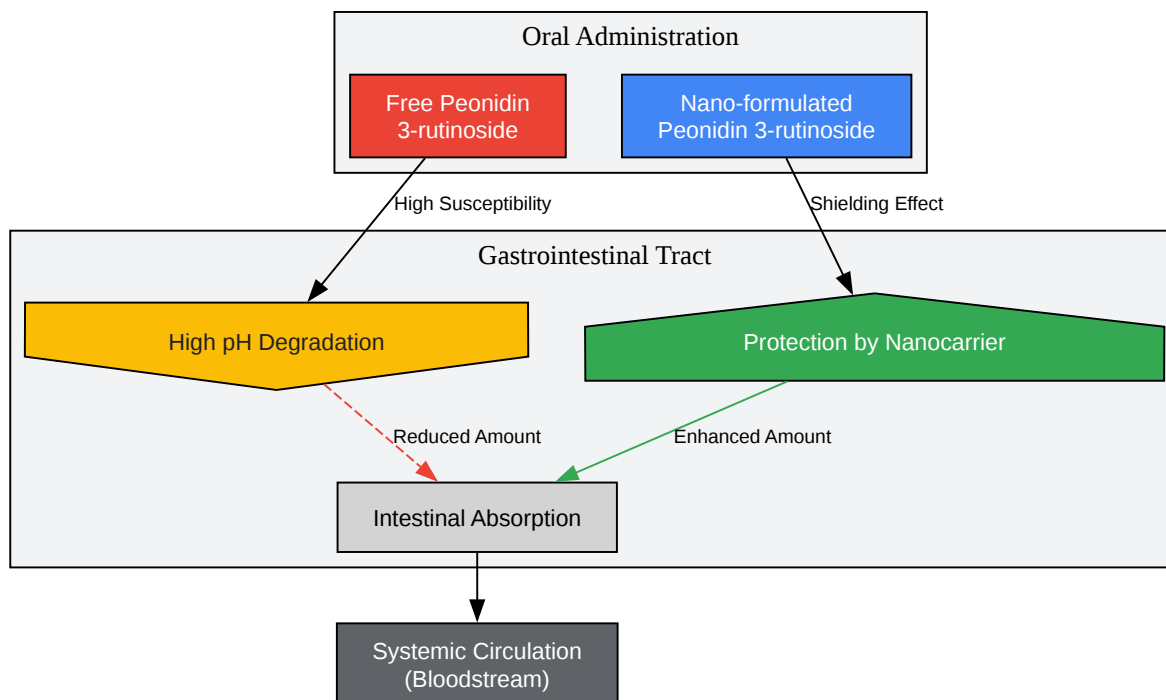 Oral Administration
Free Peonidin
3-rutinoside
Nano-formulated
Peonidin 3-rutinoside
High Susceptibility
Shielding Effect
Gastrointestinal Tract
High pH Degradation
Protection by Nanocarrier
Reduced Amount
Enhanced Amount
Intestinal Absorption
Systemic Circulation
(Bloodstream)